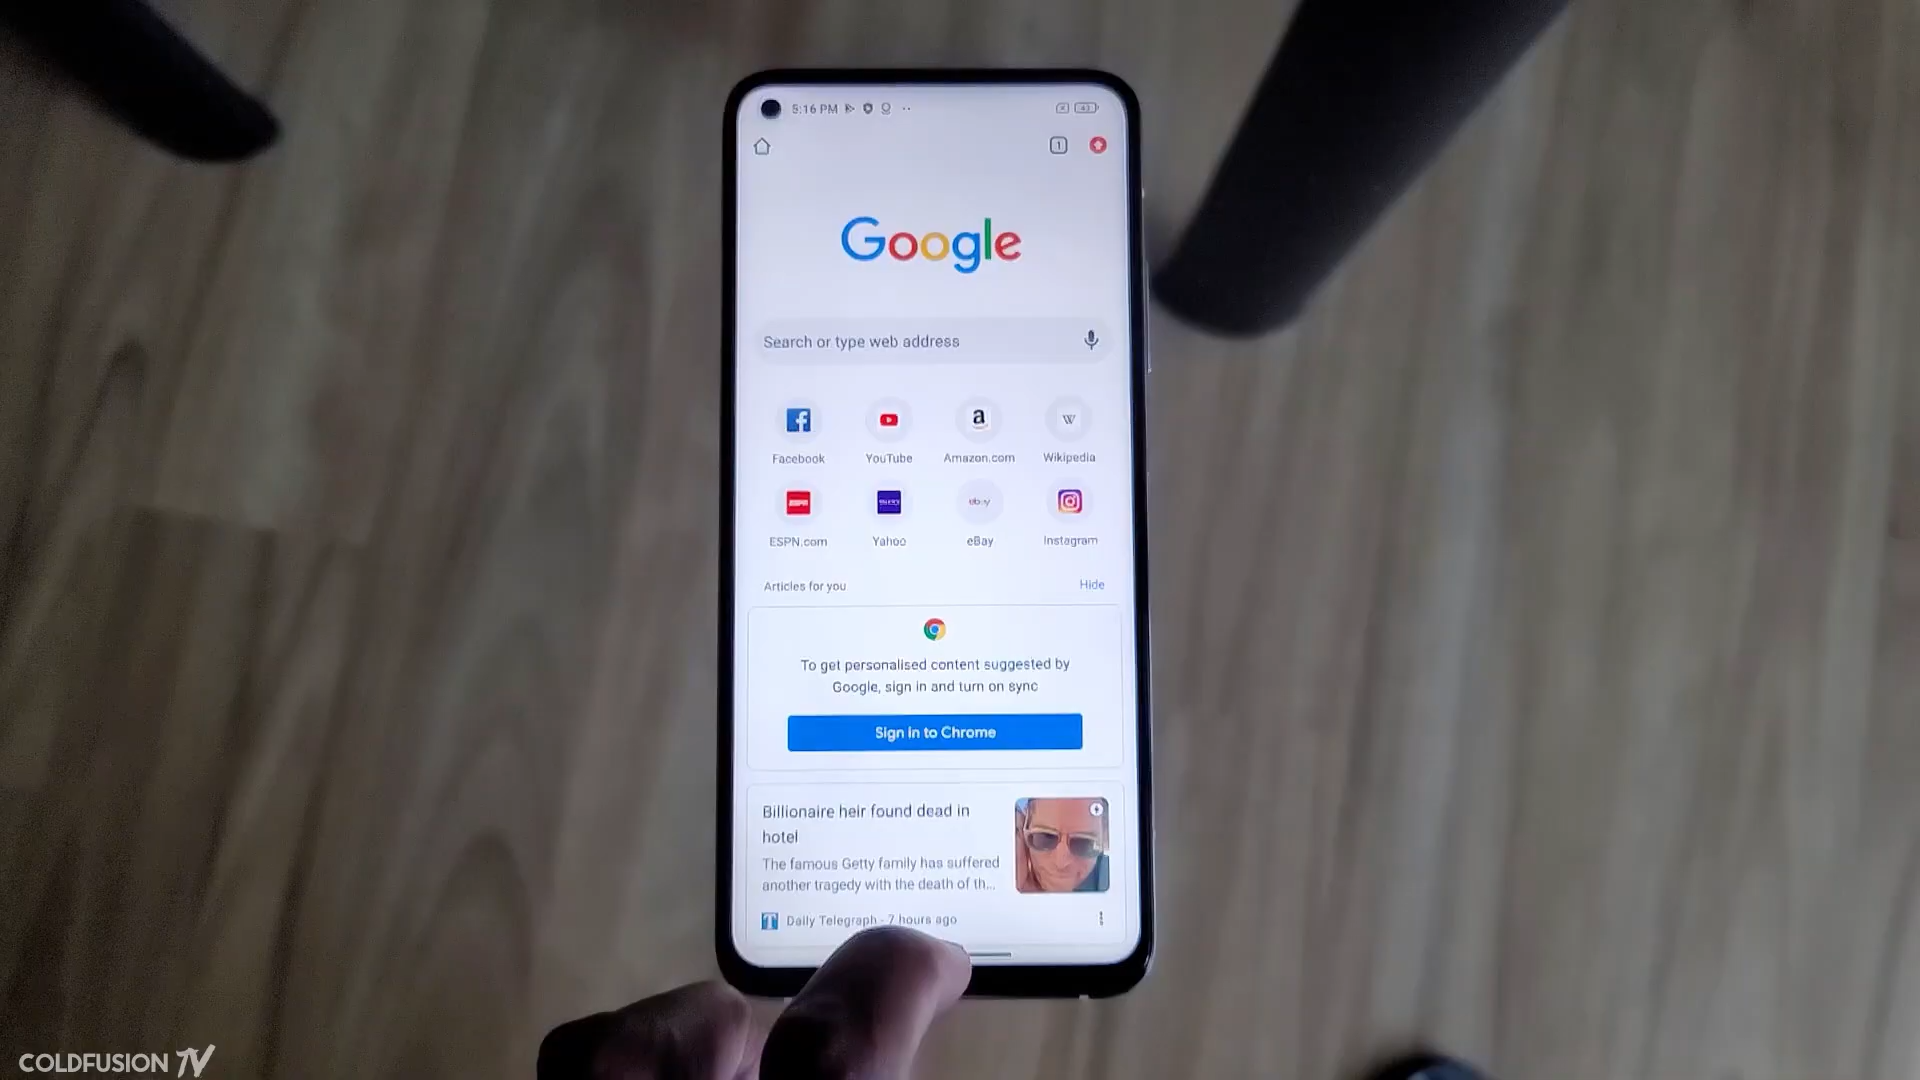 5:16 PM
43
1
Google
Search or type web address
Facebook
YouTube
Amazon.com
Wikipedia
ESPN.com
Yahoo
eBay
Instagram
Articles for you
Hide
To get personalised content suggested by
Google, sign in and turn on sync
Sign in to Chrome
Billionaire heir found dead in
hotel
The famous Getty family has suffered
another tragedy with the death of th...
Daily Telegraph - 7 hours ago
COLDFUSION TV